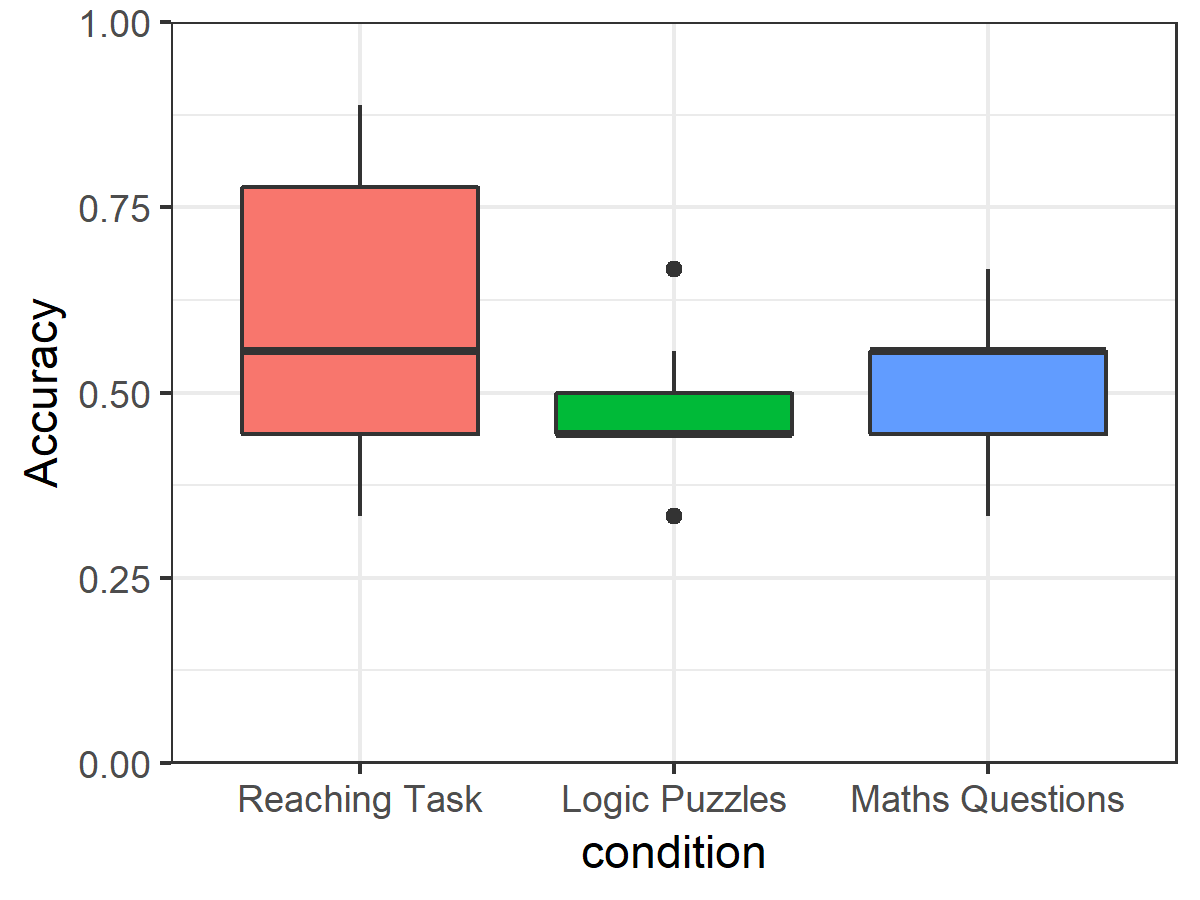 1.00
0.75
0.50
0.25
0.00
Accuracy
Reaching Task
Logic Puzzles
Maths Questions
condition